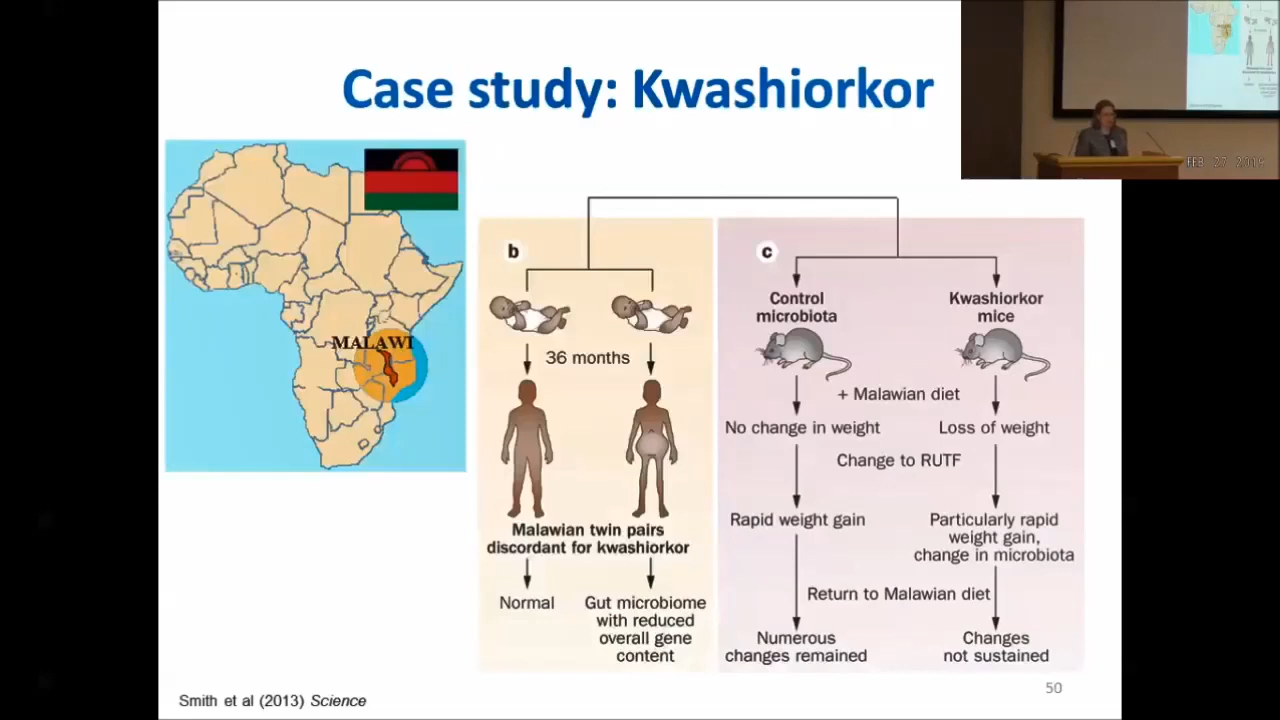 Case study: Kwashiorkor
FEB 27 2018
MALAWI
b
36 months
Malawian twin pairs
discordant for kwashiorkor
Normal
Gut microbiome
with reduced
overall gene
content
c
Control
microbiota
Kwashiorkor
mice
+ Malawian diet
No change in weight
Loss of weight
Change to RUTF
Rapid weight gain
Particularly rapid
weight gain,
change in microbiota
Return to Malawian diet
Numerous
changes remained
Changes
not sustained
Smith et al (2013) Science
50